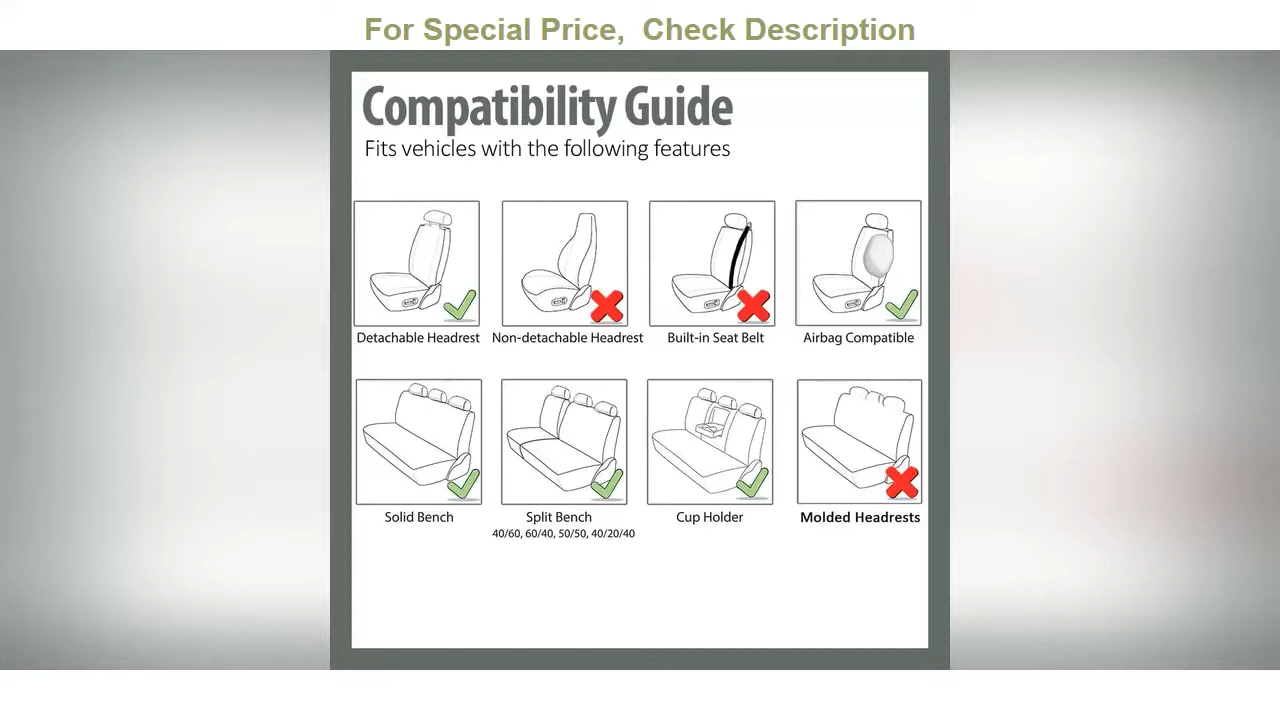 For Special Price,  Check Description
Compatibility Guide
Fits vehicles with the following features
Detachable Headrest
Non-detachable Headrest
Built-in Seat Belt
Airbag Compatible
Solid Bench
Split Bench
40/60, 60/40, 50/50, 40/20/40
Cup Holder
Molded Headrests